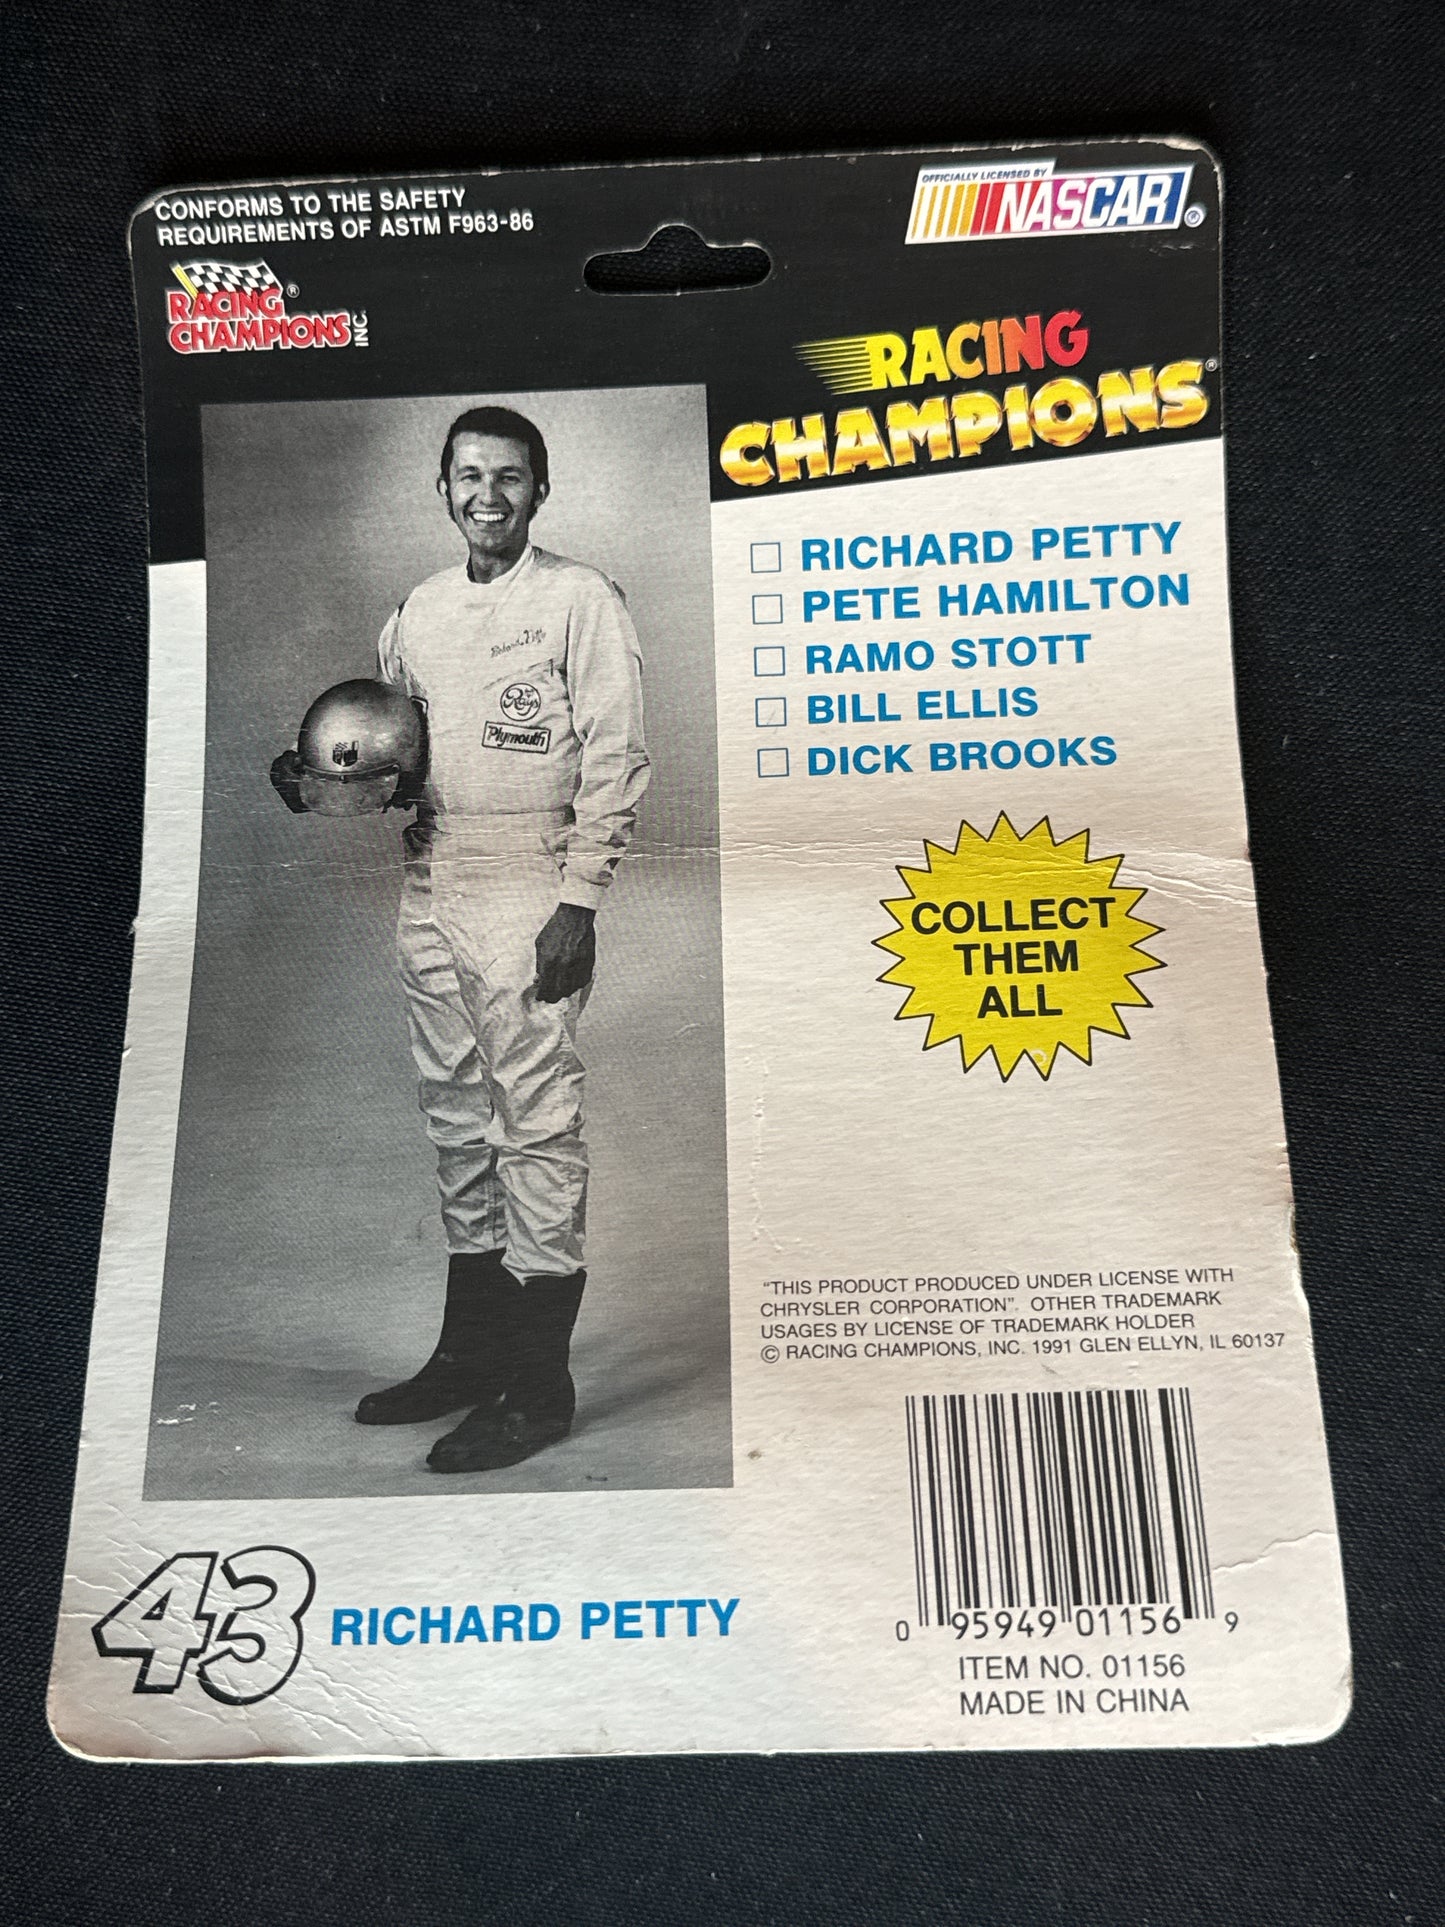 CONFORMS TO THE SAFETY
REQUIREMENTS OF ASTM F963-86
RACING ®
CHAMPIONS INC.
OFFICIALLY LICENSED BY
NASCAR®
RACING
CHAMPIONS®
RICHARD PETTY
PETE HAMILTON
RAMO STOTT
BILL ELLIS
DICK BROOKS
Richard Petty
Rays
Plymouth
COLLECT
THEM
ALL
"THIS PRODUCT PRODUCED UNDER LICENSE WITH
CHRYSLER CORPORATION". OTHER TRADEMARK
USAGES BY LICENSE OF TRADEMARK HOLDER
© RACING CHAMPIONS, INC. 1991 GLEN ELLYN, IL 60137
43 RICHARD PETTY
0 95949 01156 9
ITEM NO. 01156
MADE IN CHINA